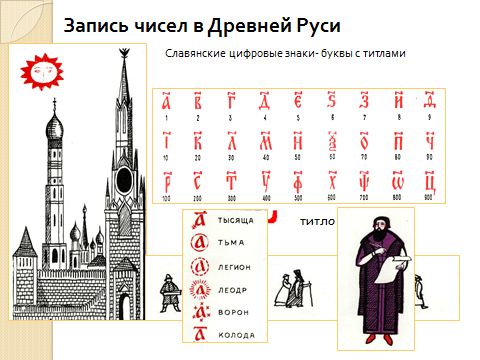 Запись чисел в Древней Руси
Славянские цифровые знаки- буквы с титлами
А В Г Д Є Ѕ З И Ѳ
1 2 3 4 5 6 7 8 9
І К Л М Н Ѯ О П Ч
10 20 30 40 50 60 70 80 90
Р С Т У Ф Х Ѱ Ѡ Ц
100 200 300 400 500 600 700 800 900
титло
А ТЫСЯЩА
а ТЬМА
а ЛЕГИОН
а ЛЕОДР
а ВОРОН
А КОЛОДА